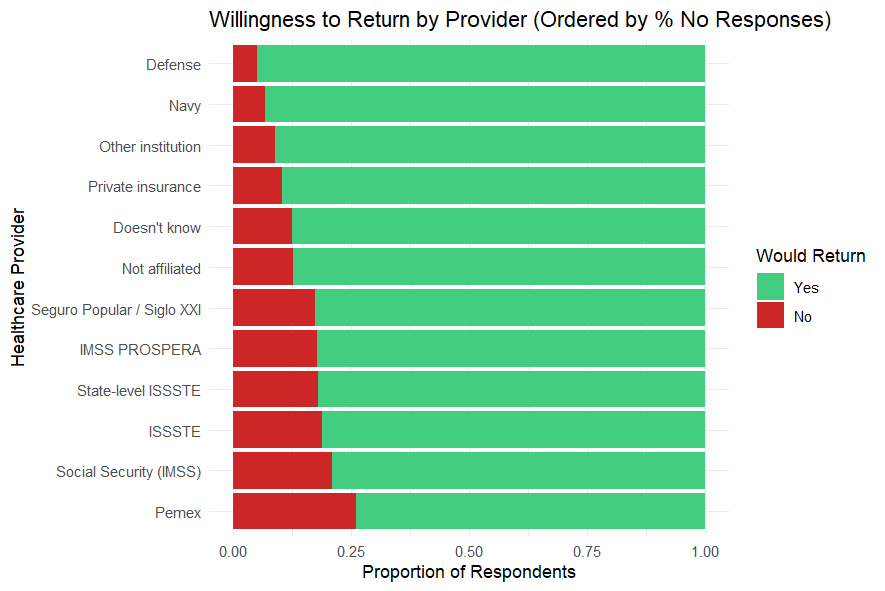 Willingness to Return by Provider (Ordered by % No Responses)
Healthcare Provider
Defense
Navy
Other institution
Private insurance
Doesn't know
Not affiliated
Seguro Popular / Siglo XXI
IMSS PROSPERA
State-level ISSSTE
ISSSTE
Social Security (IMSS)
Pemex
0.00 0.25 0.50 0.75 1.00
Proportion of Respondents
Would Return
Yes
No